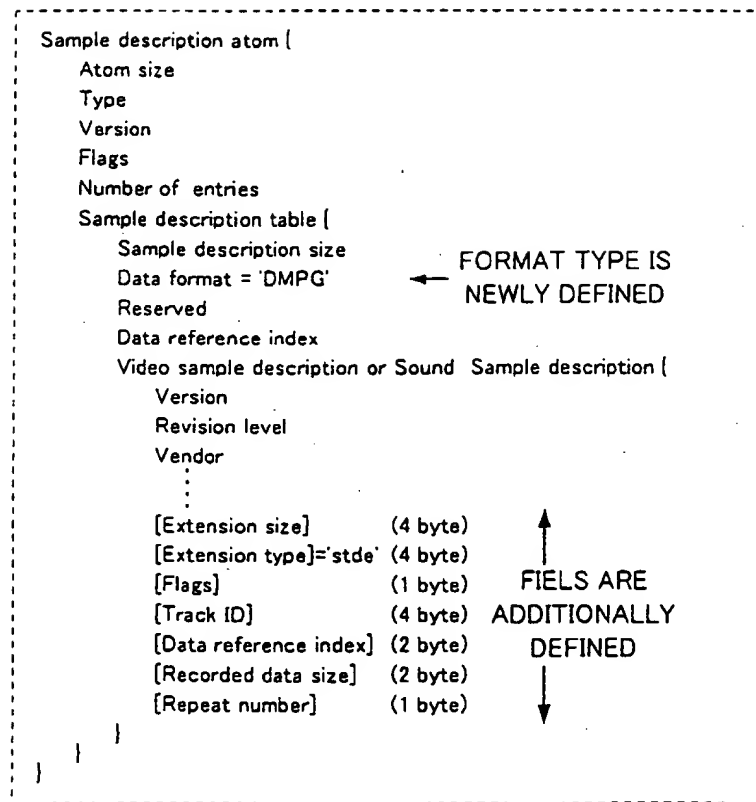 Sample description atom {
Atom size
Type
Version
Flags
Number of entries
Sample description table {
Sample description size
Data format = 'DMPG'
Reserved
Data reference index
FORMAT TYPE IS
NEWLY DEFINED
Video sample description or Sound Sample description {
Version
Revision level
Vendor
[Extension size] (4 byte)
[Extension type]='stde' (4 byte)
[Flags] (1 byte)
[Track ID] (4 byte)
[Data reference index] (2 byte)
[Recorded data size] (2 byte)
[Repeat number] (1 byte)
FIELS ARE
ADDITIONALLY
DEFINED
}
}
}